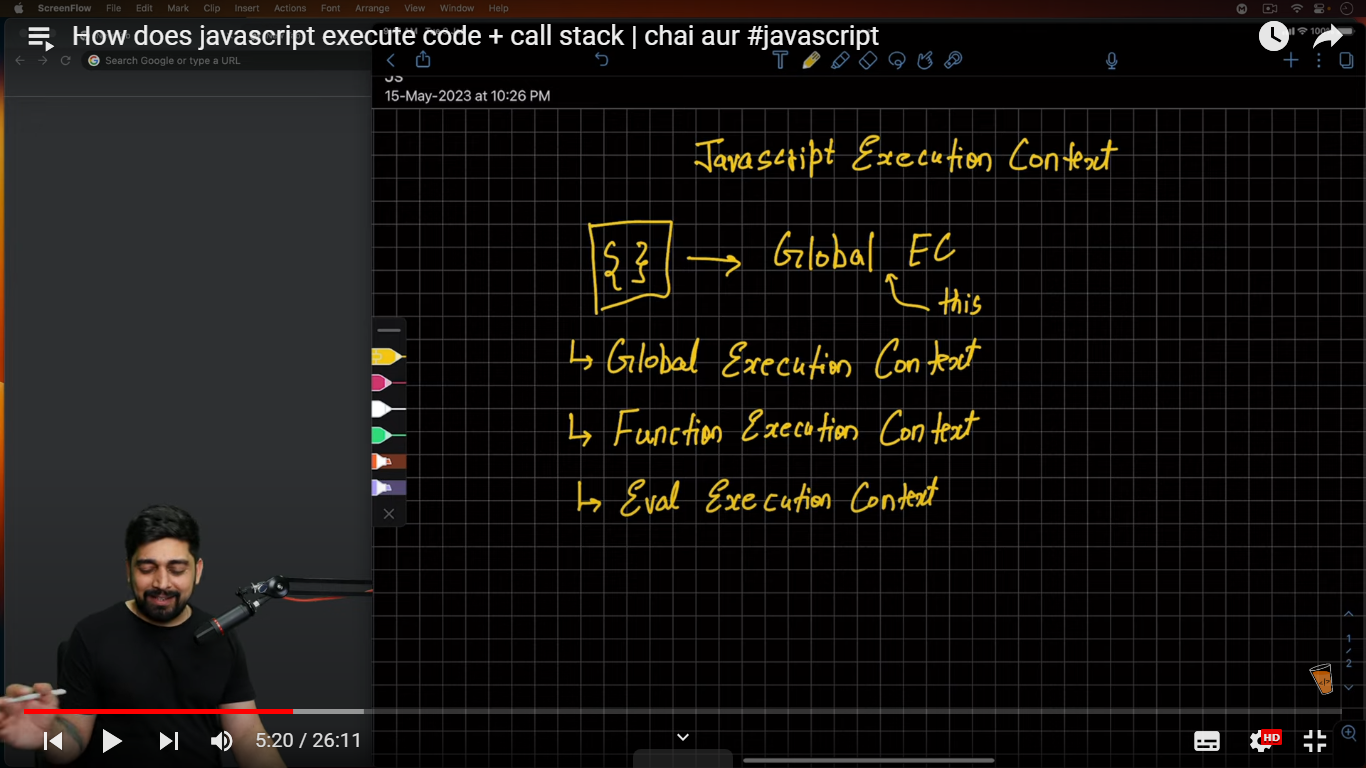 ScreenFlow File Edit Mark Clip Insert Actions Font Arrange View Window Help
How does javascript execute code + call stack | chai aur #javascript
Search Google or type a URL
JS
15-May-2023 at 10:26 PM
Javascript Execution Context
{ } → Global EC
this
↳ Global Execution Context
↳ Function Execution Context
↳ Eval Execution Context
1
/
2
5:20 / 26:11
HD